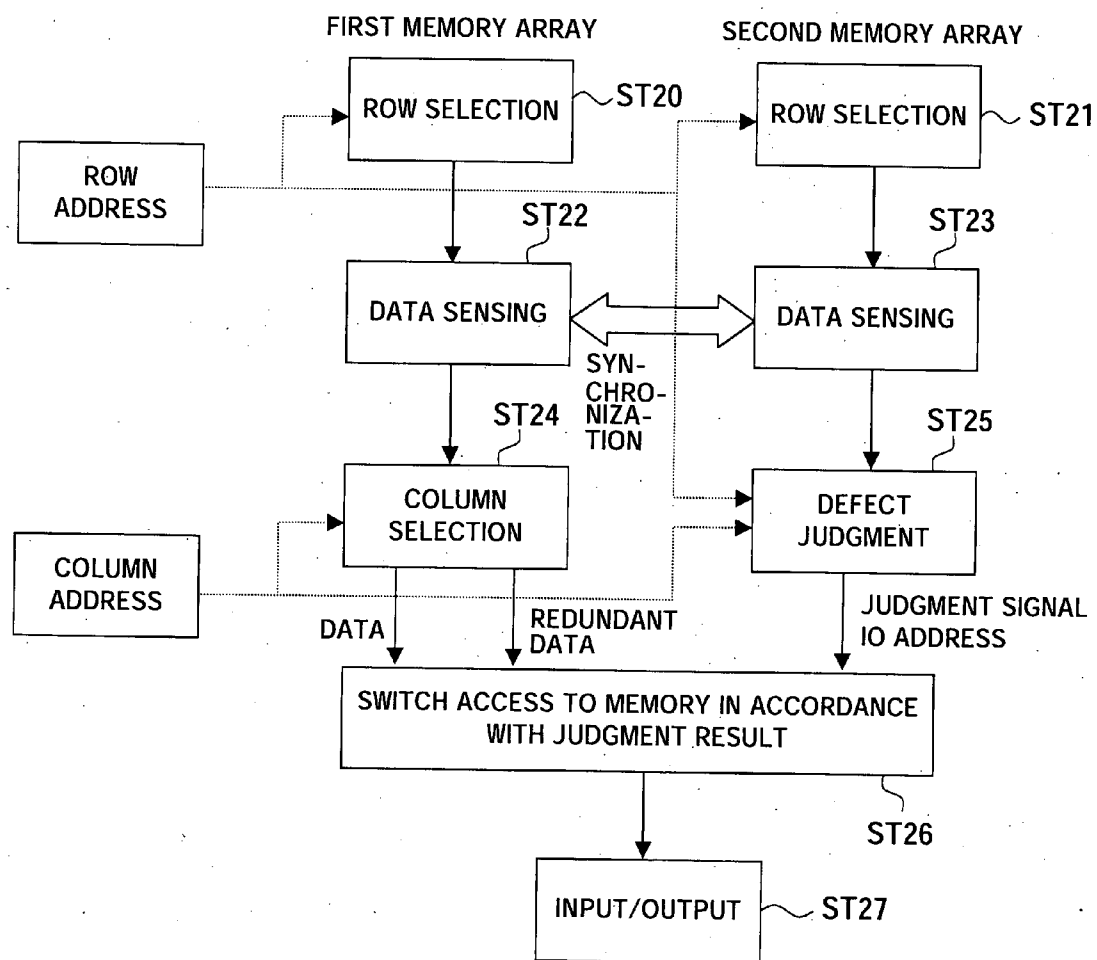 FIRST MEMORY ARRAY
SECOND MEMORY ARRAY
ROW SELECTION
ST20
ROW SELECTION
ST21
ROW
ADDRESS
ST22
ST23
DATA SENSING
DATA SENSING
SYN-
CHRO-
NIZA-
TION
ST24
ST25
COLUMN
SELECTION
DEFECT
JUDGMENT
COLUMN
ADDRESS
DATA
REDUNDANT
DATA
JUDGMENT SIGNAL
IO ADDRESS
SWITCH ACCESS TO MEMORY IN ACCORDANCE
WITH JUDGMENT RESULT
ST26
INPUT/OUTPUT
ST27